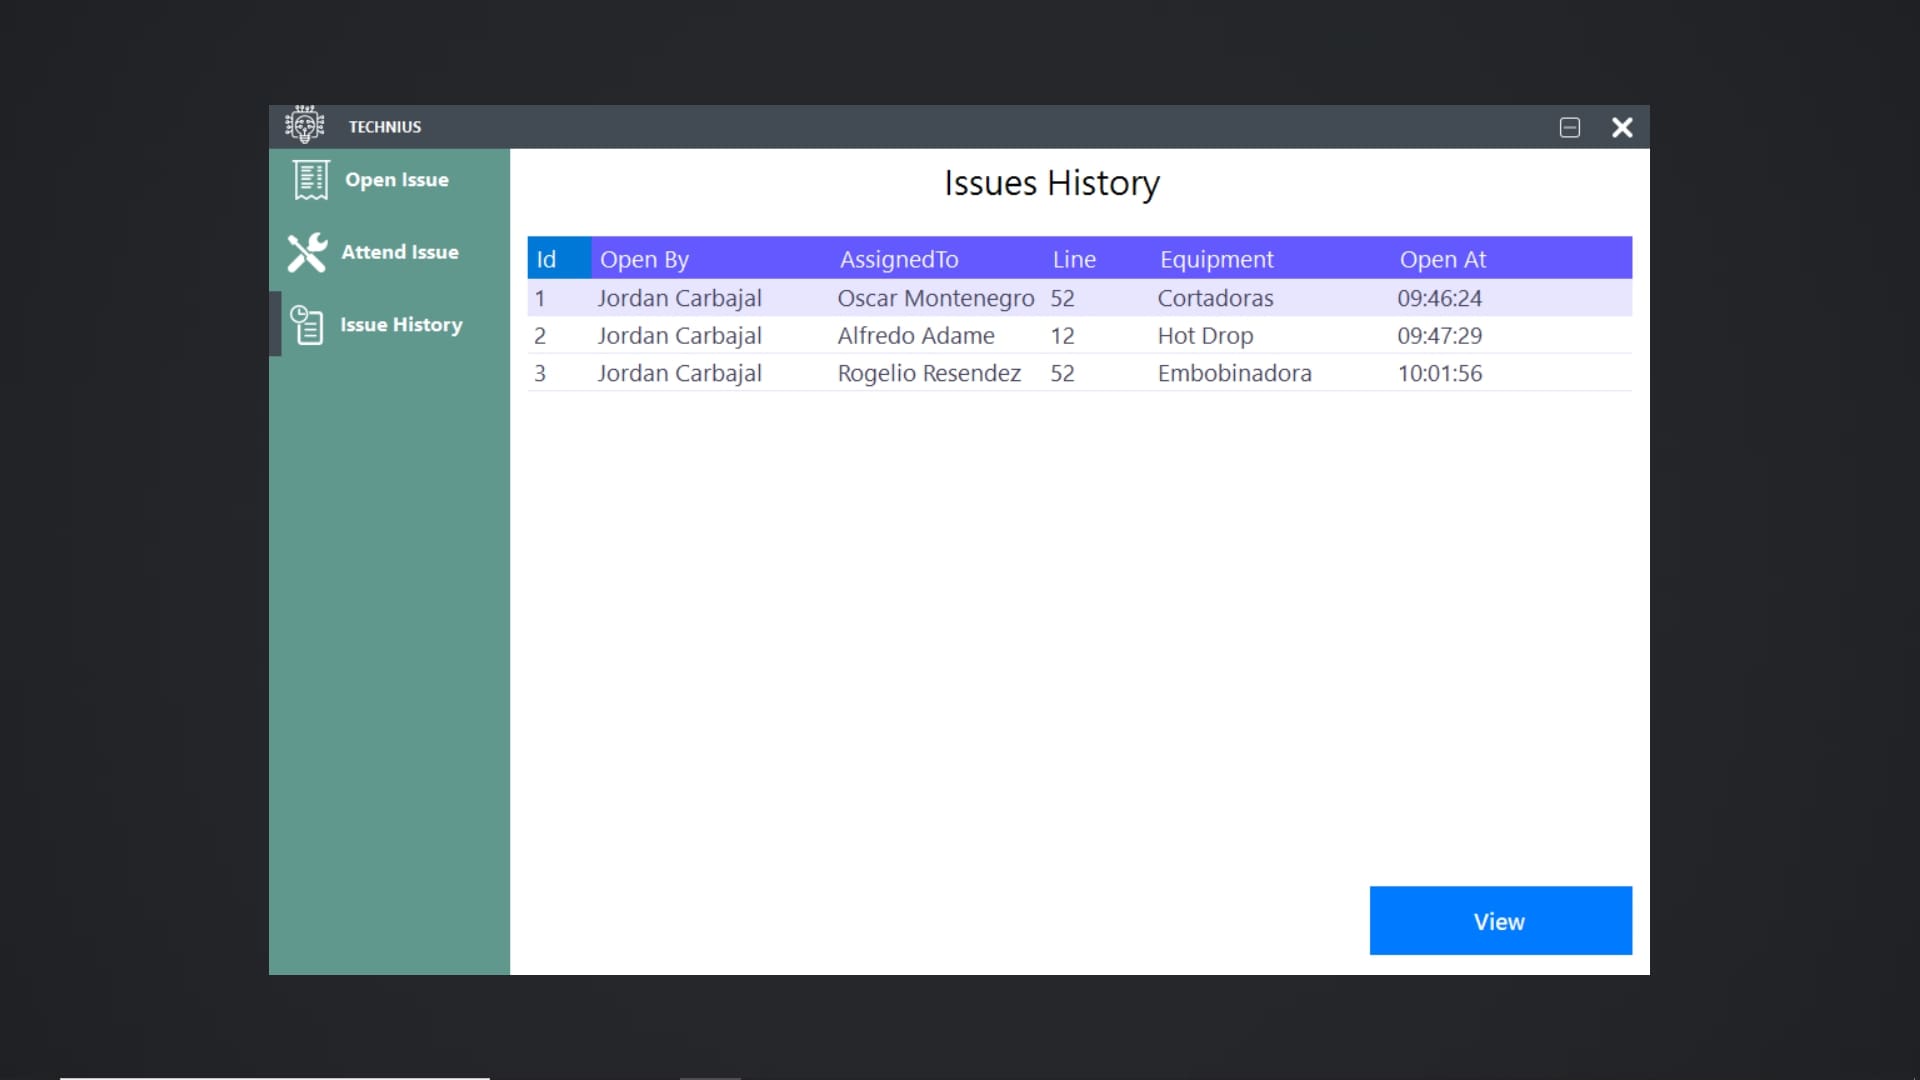 TECHNIUS
Open Issue
Attend Issue
Issue History
Issues History
Id Open By AssignedTo Line Equipment Open At
1 Jordan Carbajal Oscar Montenegro 52 Cortadoras 09:46:24
2 Jordan Carbajal Alfredo Adame 12 Hot Drop 09:47:29
3 Jordan Carbajal Rogelio Resendez 52 Embobinadora 10:01:56
View